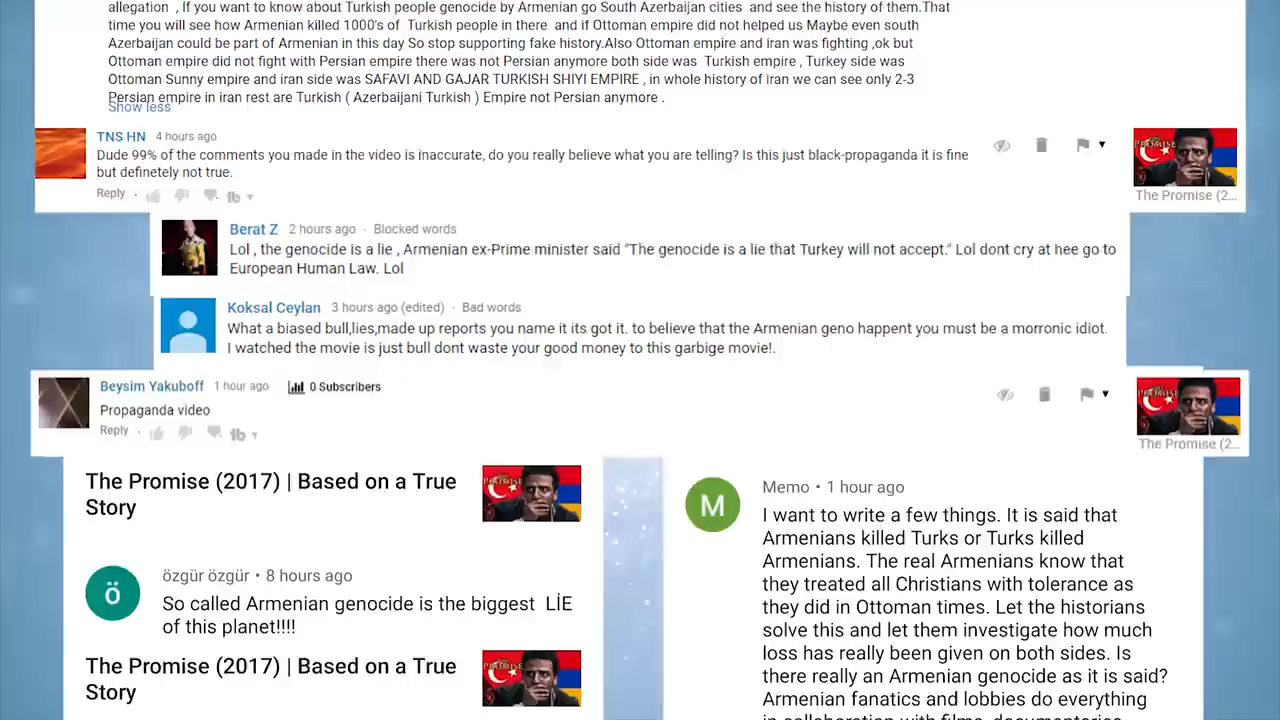 allegation , If you want to know about Turkish people genocide by Armenian go South Azerbaijan cities and see the history of them.That
time you will see how Armenian killed 1000's of Turkish people in there and if Ottoman empire did not helped us Maybe even south
Azerbaijan could be part of Armenian in this day So stop supporting fake history.Also Ottoman empire and iran was fighting ,ok but
Ottoman empire did not fight with Persian empire there was not Persian anymore both side was Turkish empire , Turkey side was
Ottoman Sunny empire and iran side was SAFAVI AND GAJAR TURKISH SHIYI EMPIRE , in whole history of iran we can see only 2-3
Persian empire in iran rest are Turkish ( Azerbaijani Turkish ) Empire not Persian anymore .
Show less
TNS HN 4 hours ago
Dude 99% of the comments you made in the video is inaccurate, do you really believe what you are telling? Is this just black-propaganda it is fine
but definetely not true.
Reply
PROMISE
The Promise (2...
Berat Z 2 hours ago · Blocked words
Lol , the genocide is a lie , Armenian ex-Prime minister said "The genocide is a lie that Turkey will not accept." Lol dont cry at hee go to
European Human Law. Lol
Koksal Ceylan 3 hours ago (edited) · Bad words
What a biased bull,lies,made up reports you name it its got it. to believe that the Armenian geno happent you must be a morronic idiot.
I watched the movie is just bull dont waste your good money to this garbige movie!.
Beysim Yakuboff 1 hour ago 0 Subscribers
Propaganda video
Reply
PROMISE
The Promise (2...
The Promise (2017) | Based on a True
Story
PROMISE
ö
özgür özgür • 8 hours ago
So called Armenian genocide is the biggest LİE
of this planet!!!!
The Promise (2017) | Based on a True
Story
PROMISE
M
Memo • 1 hour ago
I want to write a few things. It is said that
Armenians killed Turks or Turks killed
Armenians. The real Armenians know that
they treated all Christians with tolerance as
they did in Ottoman times. Let the historians
solve this and let them investigate how much
loss has really been given on both sides. Is
there really an Armenian genocide as it is said?
Armenian fanatics and lobbies do everything
in collaboration with films, documentaries